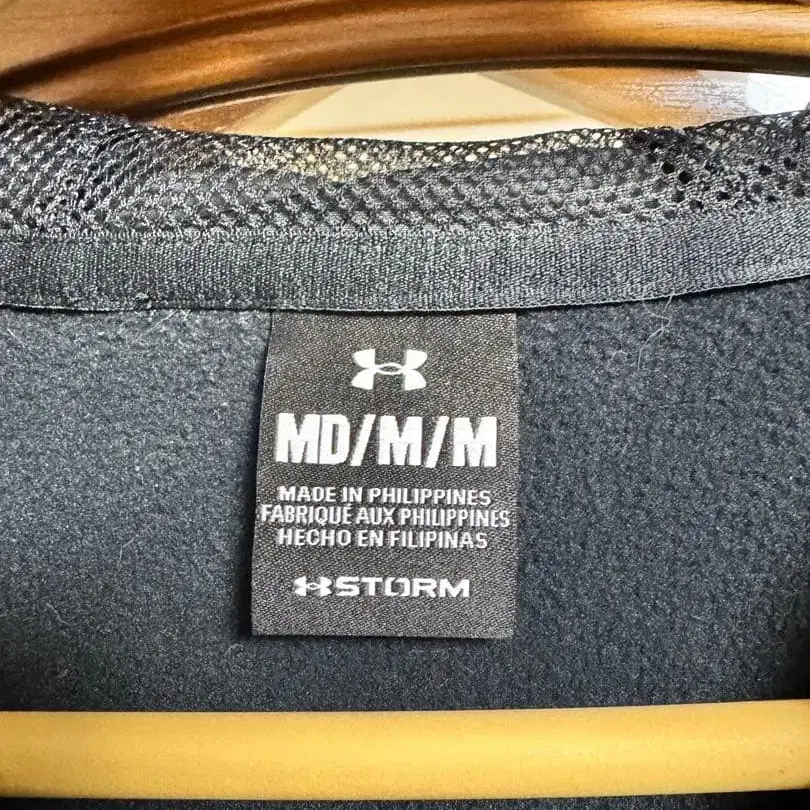 MD/M/M
MADE IN PHILIPPINES
FABRIQUÉ AUX PHILIPPINES
HECHO EN FILIPINAS
STORM